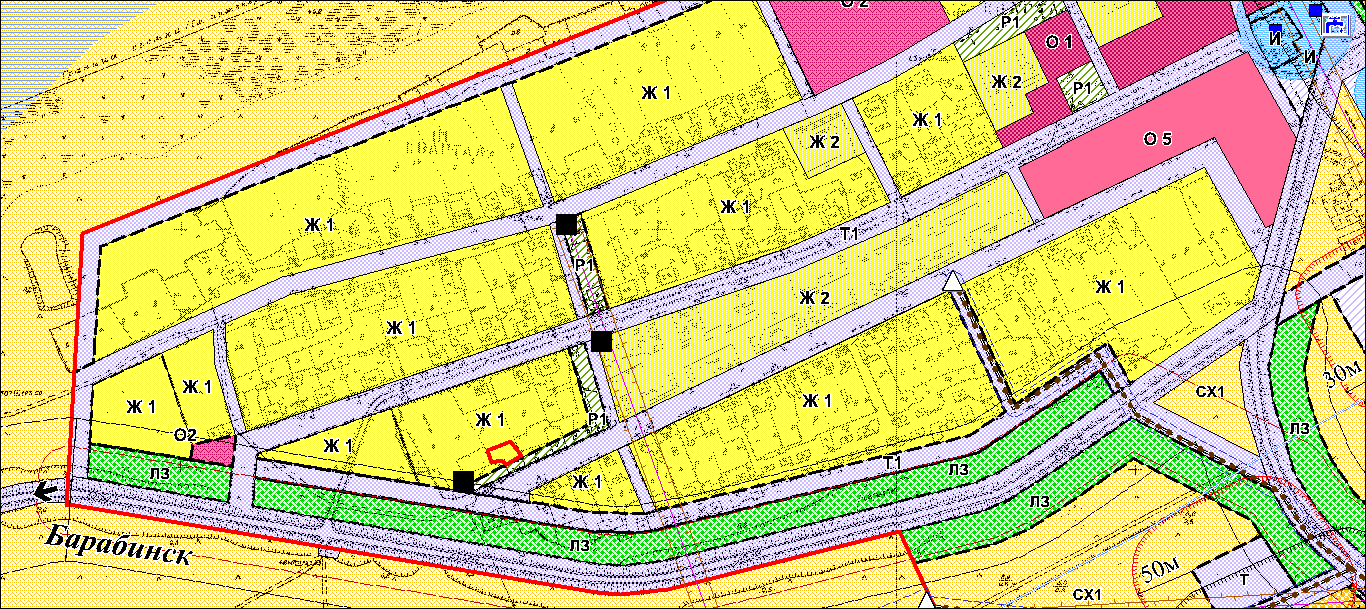 О 2
Р1
И
И
О 1
Ж 2
Р1
Ж 1
Ж 1
Ж 2
О 5
Ж 1
Ж 1
Т1
Р1
Ж 2
Ж 1
Ж 1
Ж 1
Ж 1
Ж 1
30м
СХ1
Ж 1
Р1
О2
Ж 1
ЛЗ
Т1
ЛЗ
ЛЗ
Ж 1
ЛЗ
Барабинск
ЛЗ
50м
Т
СХ1